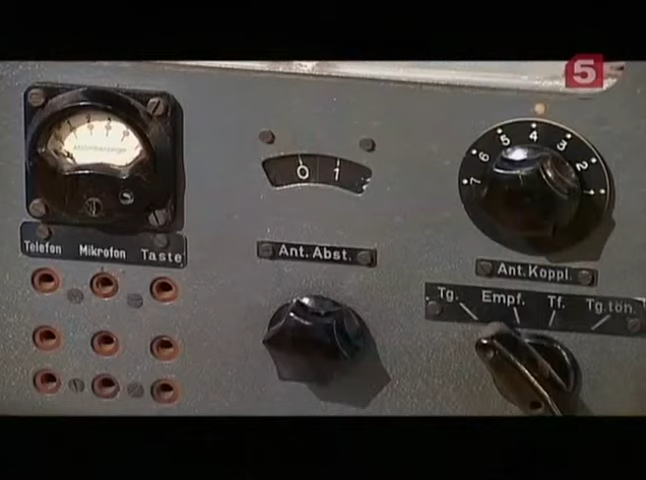 5
0 1
7 6 5 4 3 2 1
Telefon Mikrofon Taste
Ant. Abst.
Ant. Koppl.
Tg. Empf. Tf. Tg. tön.